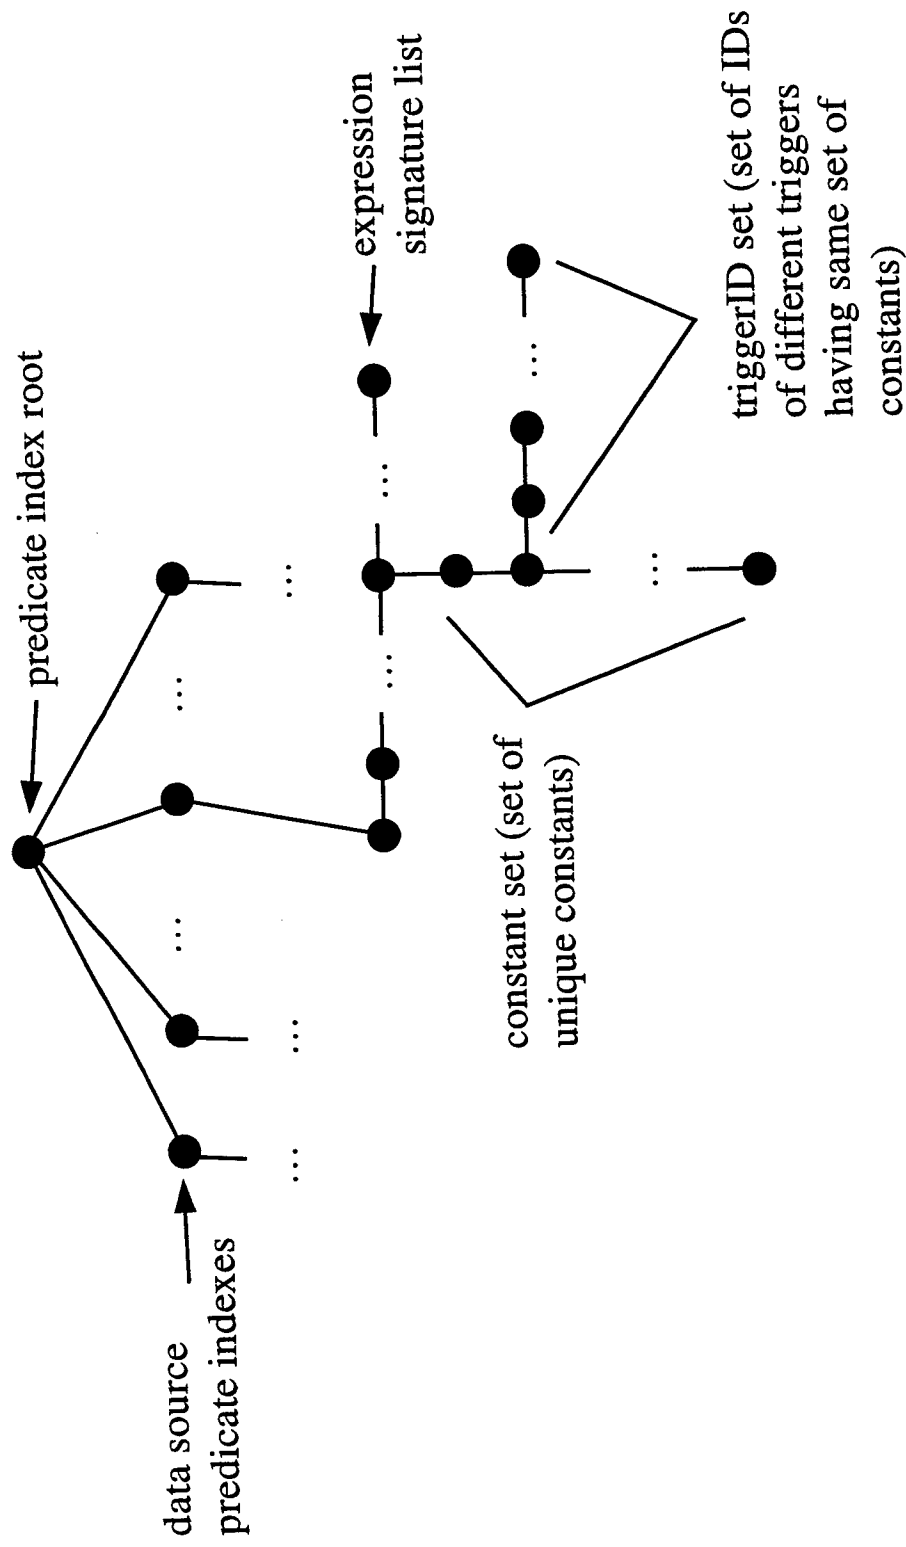 predicate index root
data source
predicate indexes
expression
signature list
constant set (set of
unique constants)
triggerID set (set of IDs
of different triggers
having same set of
constants)
...
...
...
...
...
...
...
...
...